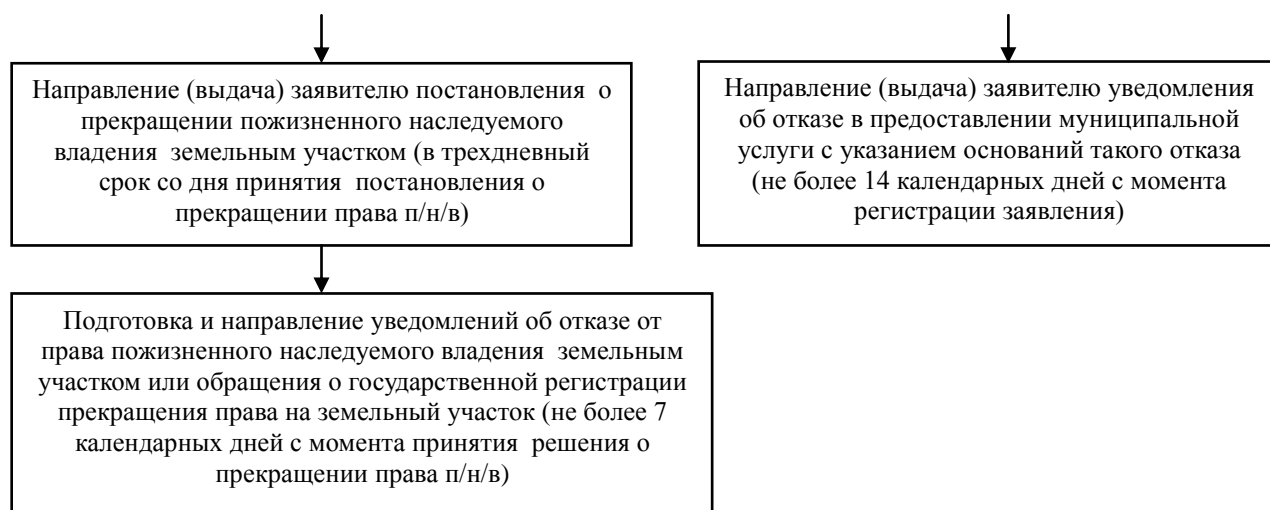 Направление (выдача) заявителю постановления о
прекращении пожизненного наследуемого
владения земельным участком (в трехдневный
срок со дня принятия постановления о
прекращении права п/н/в)
Направление (выдача) заявителю уведомления
об отказе в предоставлении муниципальной
услуги с указанием оснований такого отказа
(не более 14 календарных дней с момента
регистрации заявления)
Подготовка и направление уведомлений об отказе от
права пожизненного наследуемого владения земельным
участком или обращения о государственной регистрации
прекращения права на земельный участок (не более 7
календарных дней с момента принятия решения о
прекращении права п/н/в)